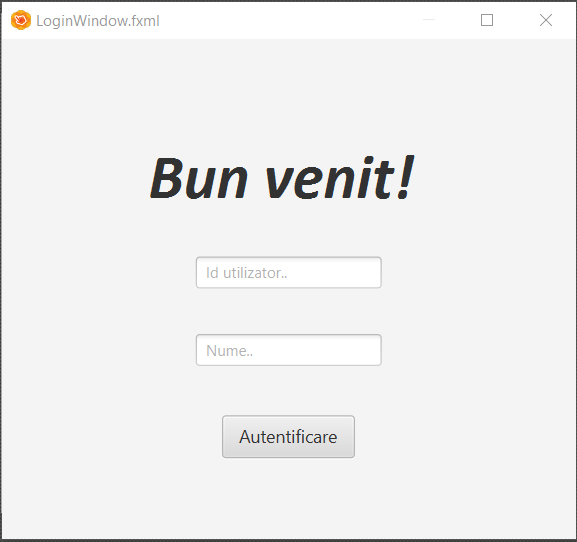 LoginWindow.fxml
Bun venit!
Id utilizator..
Nume..
Autentificare